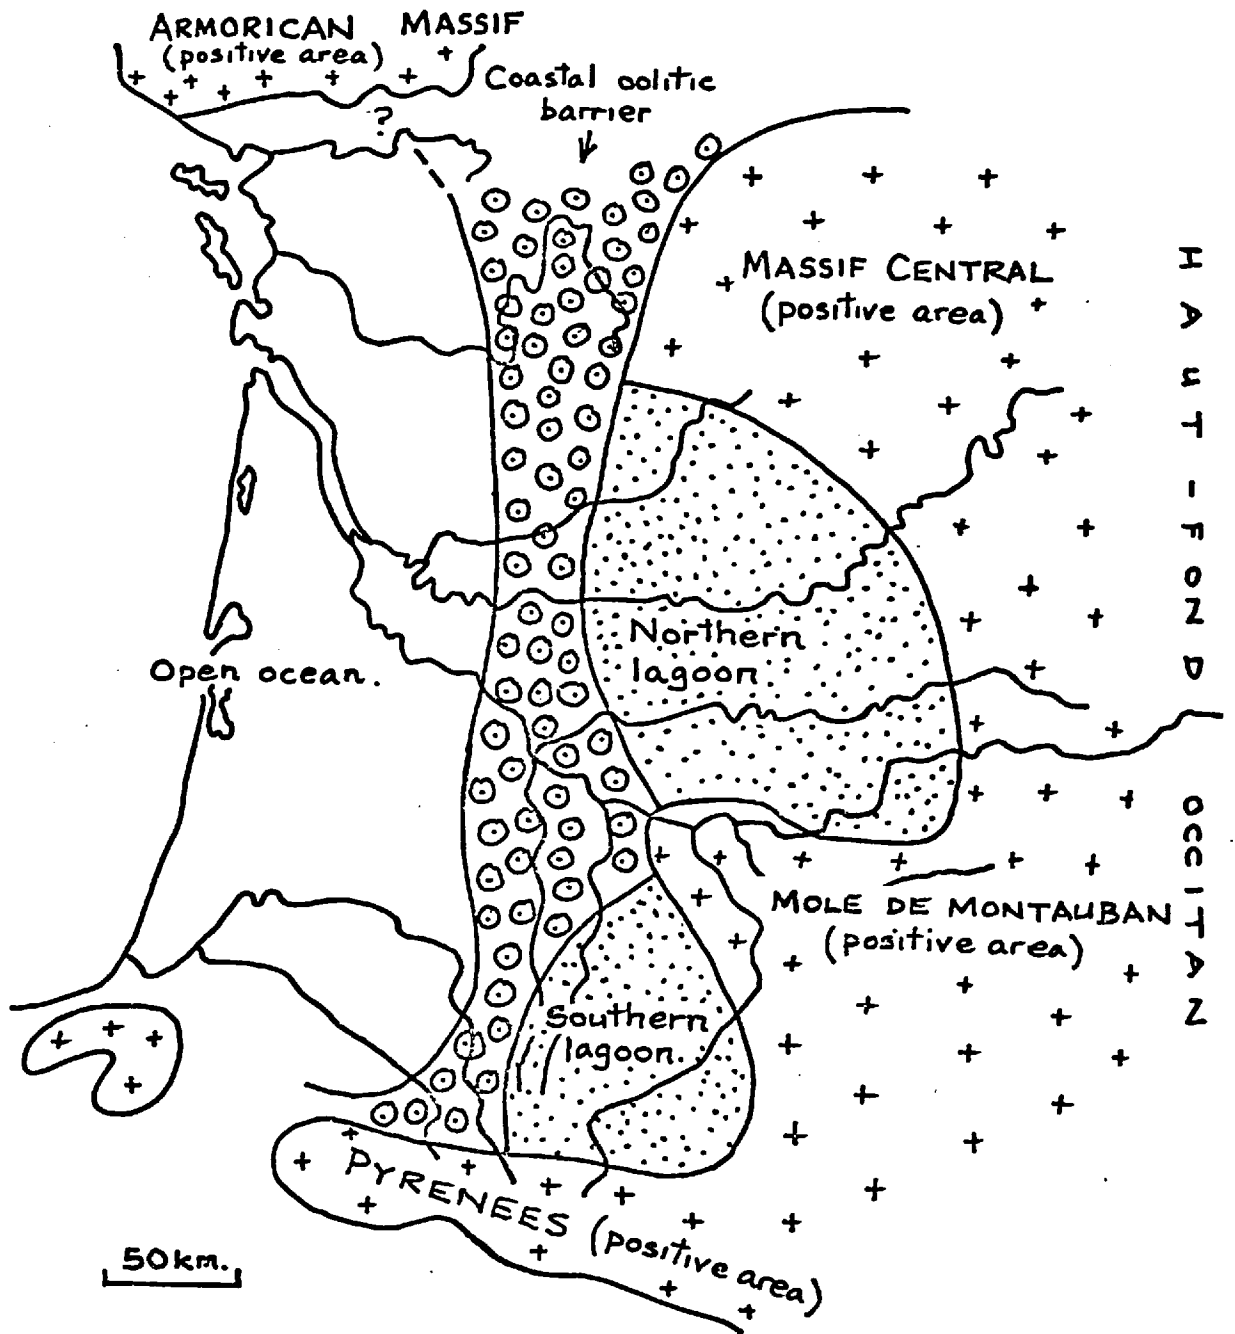 ARMORICAN MASSIF
(positive area)
?
Coastal oolitic
barrier
MASSIF CENTRAL
(positive area)
HAUT-FOND OCCITAN
Northern
lagoon
Open ocean.
MOLE DE MONTAUBAN
(positive area)
Southern
lagoon.
PYRENEES (positive area)
50km.